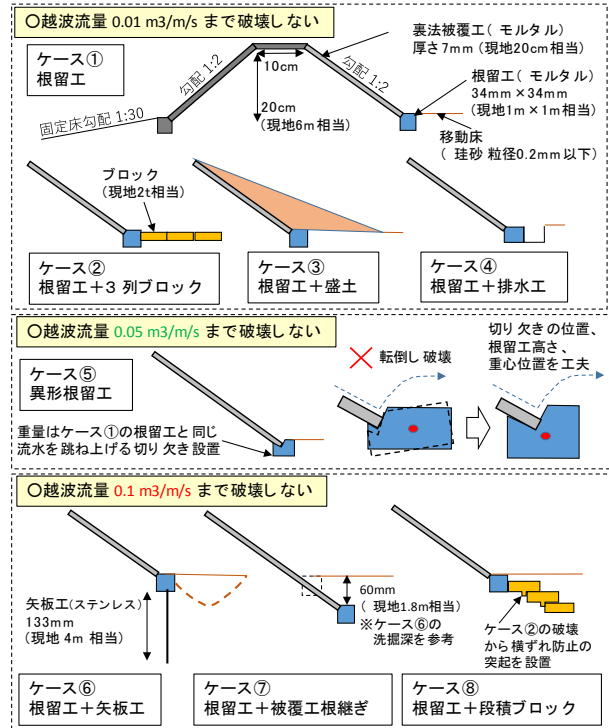 〇越波流量 0.01 m3/m/s まで破壊しない
ケース①
根留工
勾配 1:2
10cm
20cm
(現地6m相当)
勾配 1:2
固定床勾配 1:30
裏法被覆工(モルタル)
厚さ7mm(現地20cm相当)
根留工(モルタル)
34mm×34mm
(現地1m×1m相当)
移動床
(珪砂 粒径0.2mm以下)
ブロック
(現地2t相当)
ケース②
根留工+3 列ブロック
ケース③
根留工+盛土
ケース④
根留工+排水工
〇越波流量 0.05 m3/m/s まで破壊しない
ケース⑤
異形根留工
重量はケース①の根留工と同じ
流水を跳ね上げる切り欠き設置
転倒し破壊
切り欠きの位置、
根留工高さ、
重心位置を工夫
〇越波流量 0.1 m3/m/s まで破壊しない
矢板工(ステンレス)
133mm
(現地 4m 相当)
60mm
(現地1.8m相当)
※ケース⑥の
洗掘深を参考
ケース②の破壊
から横ずれ防止の
突起を設置
ケース⑥
根留工+矢板工
ケース⑦
根留工+被覆工根継ぎ
ケース⑧
根留工+段積ブロック